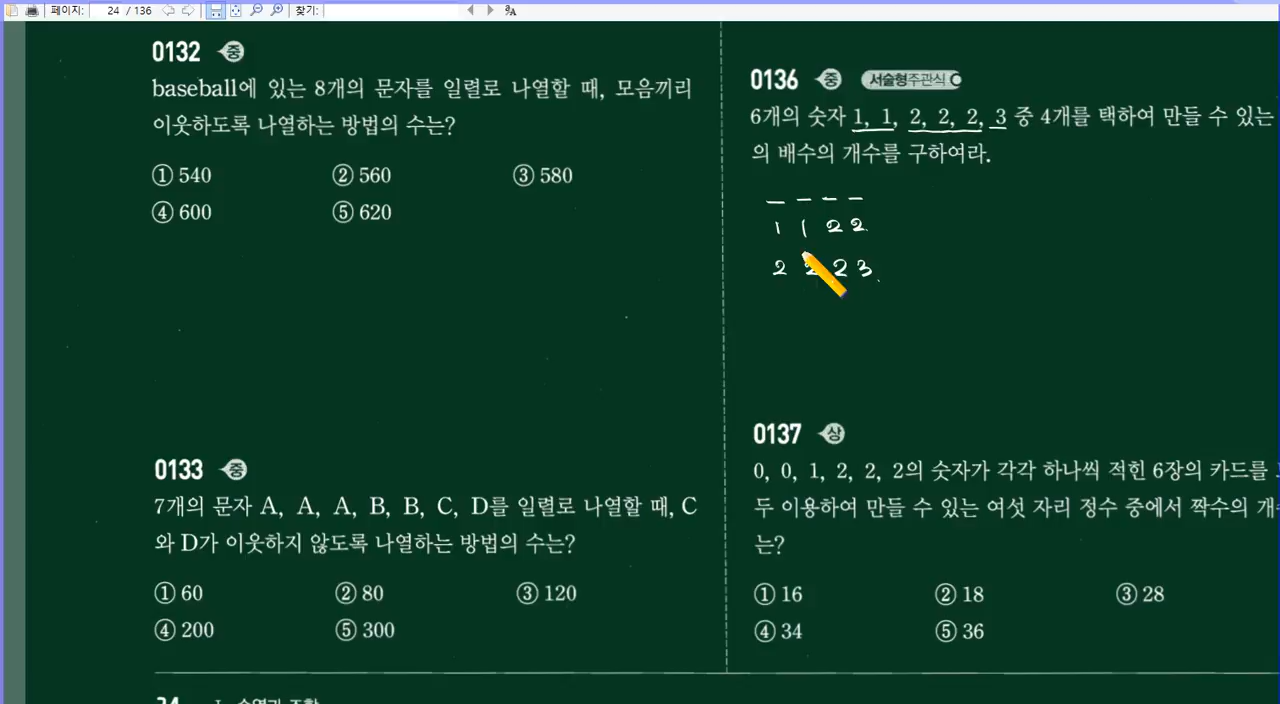 페이지: 24 / 136 찾기:
0132 중
baseball에 있는 8개의 문자를 일렬로 나열할 때, 모음끼리
이웃하도록 나열하는 방법의 수는?
① 540 ② 560 ③ 580
④ 600 ⑤ 620
0133 중
7개의 문자 A, A, A, B, B, C, D를 일렬로 나열할 때, C
와 D가 이웃하지 않도록 나열하는 방법의 수는?
① 60 ② 80 ③ 120
④ 200 ⑤ 300
0136 중 서술형주관식
6개의 숫자 1, 1, 2, 2, 2, 3 중 4개를 택하여 만들 수 있는
의 배수의 개수를 구하여라.
1 1 2 2
2 2 2 3
0137 상
0, 0, 1, 2, 2, 2의 숫자가 각각 하나씩 적힌 6장의 카드를
두 이용하여 만들 수 있는 여섯 자리 정수 중에서 짝수의
는?
① 16 ② 18 ③ 28
④ 34 ⑤ 36